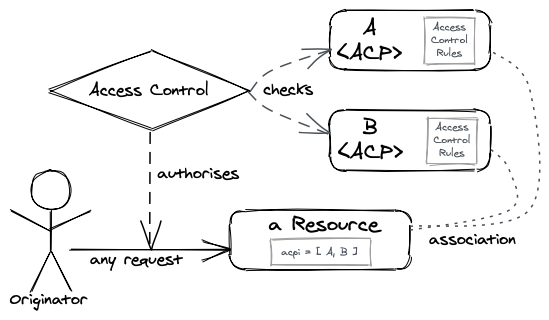 A
<ACP>
Access
Control
Rules
Access Control
checks
B
<ACP>
Access
Control
Rules
authorises
a Resource
acpi = [ A, B ]
association
any request
Originator